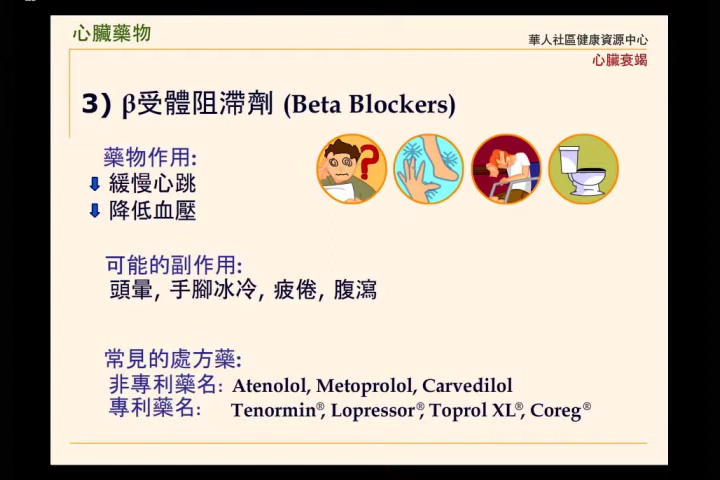 心臟藥物
華人社區健康資源中心
心臟衰竭
3) β受體阻滯劑 (Beta Blockers)
藥物作用:
緩慢心跳
降低血壓
?
可能的副作用:
頭暈, 手腳冰冷, 疲倦, 腹瀉
常見的處方藥:
非專利藥名: Atenolol, Metoprolol, Carvedilol
專利藥名: Tenormin®, Lopressor®, Toprol XL®, Coreg®